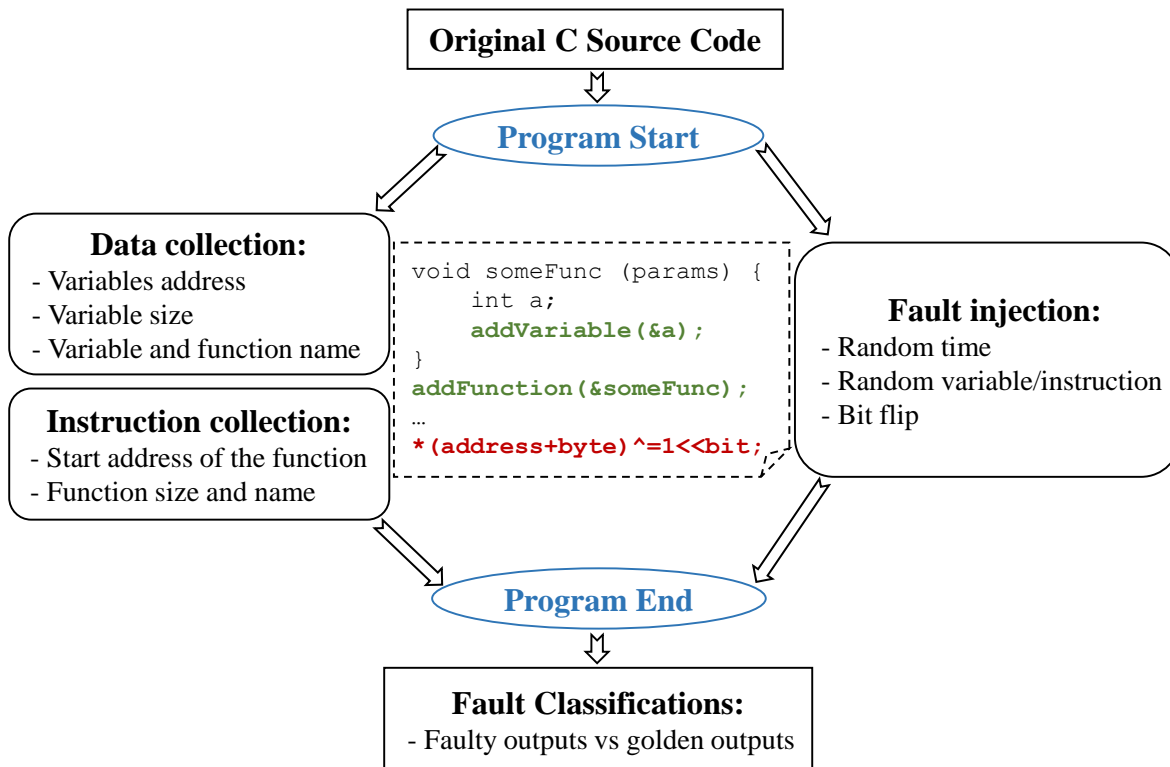 Original C Source Code
Program Start
Data collection:
- Variables address
- Variable size
- Variable and function name
Instruction collection:
- Start address of the function
- Function size and name
void someFunc (params) {
int a;
addVariable(&a);
}
addFunction(&someFunc);
…
*(address+byte)^=1<<bit;
Fault injection:
- Random time
- Random variable/instruction
- Bit flip
Program End
Fault Classifications:
- Faulty outputs vs golden outputs